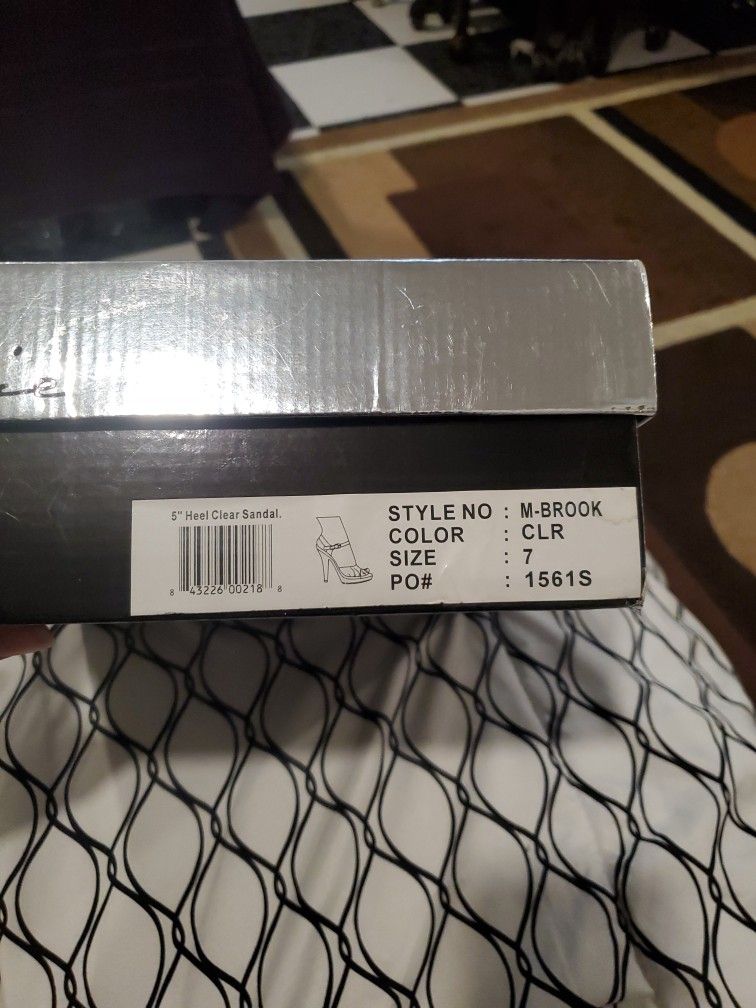 5" Heel Clear Sandal.
8 43226 00218 8
STYLE NO : M-BROOK
COLOR : CLR
SIZE : 7
PO# : 1561S